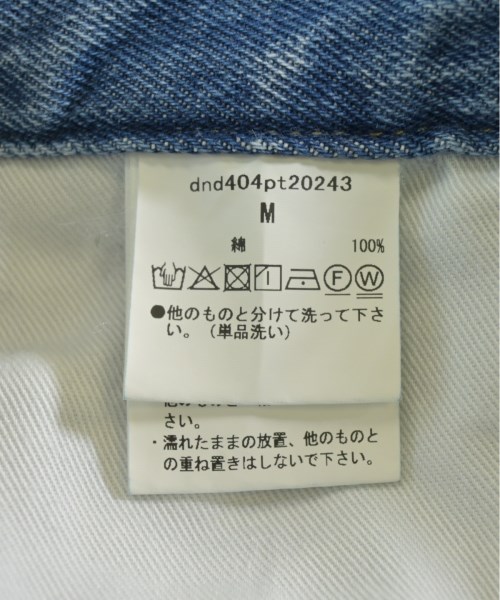 dnd404pt20243
M
綿 100%
F W
●他のものと分けて洗って下さ
い。（単品洗い）
さい。
・濡れたままの放置、他のものと
の重ね置きはしないで下さい。